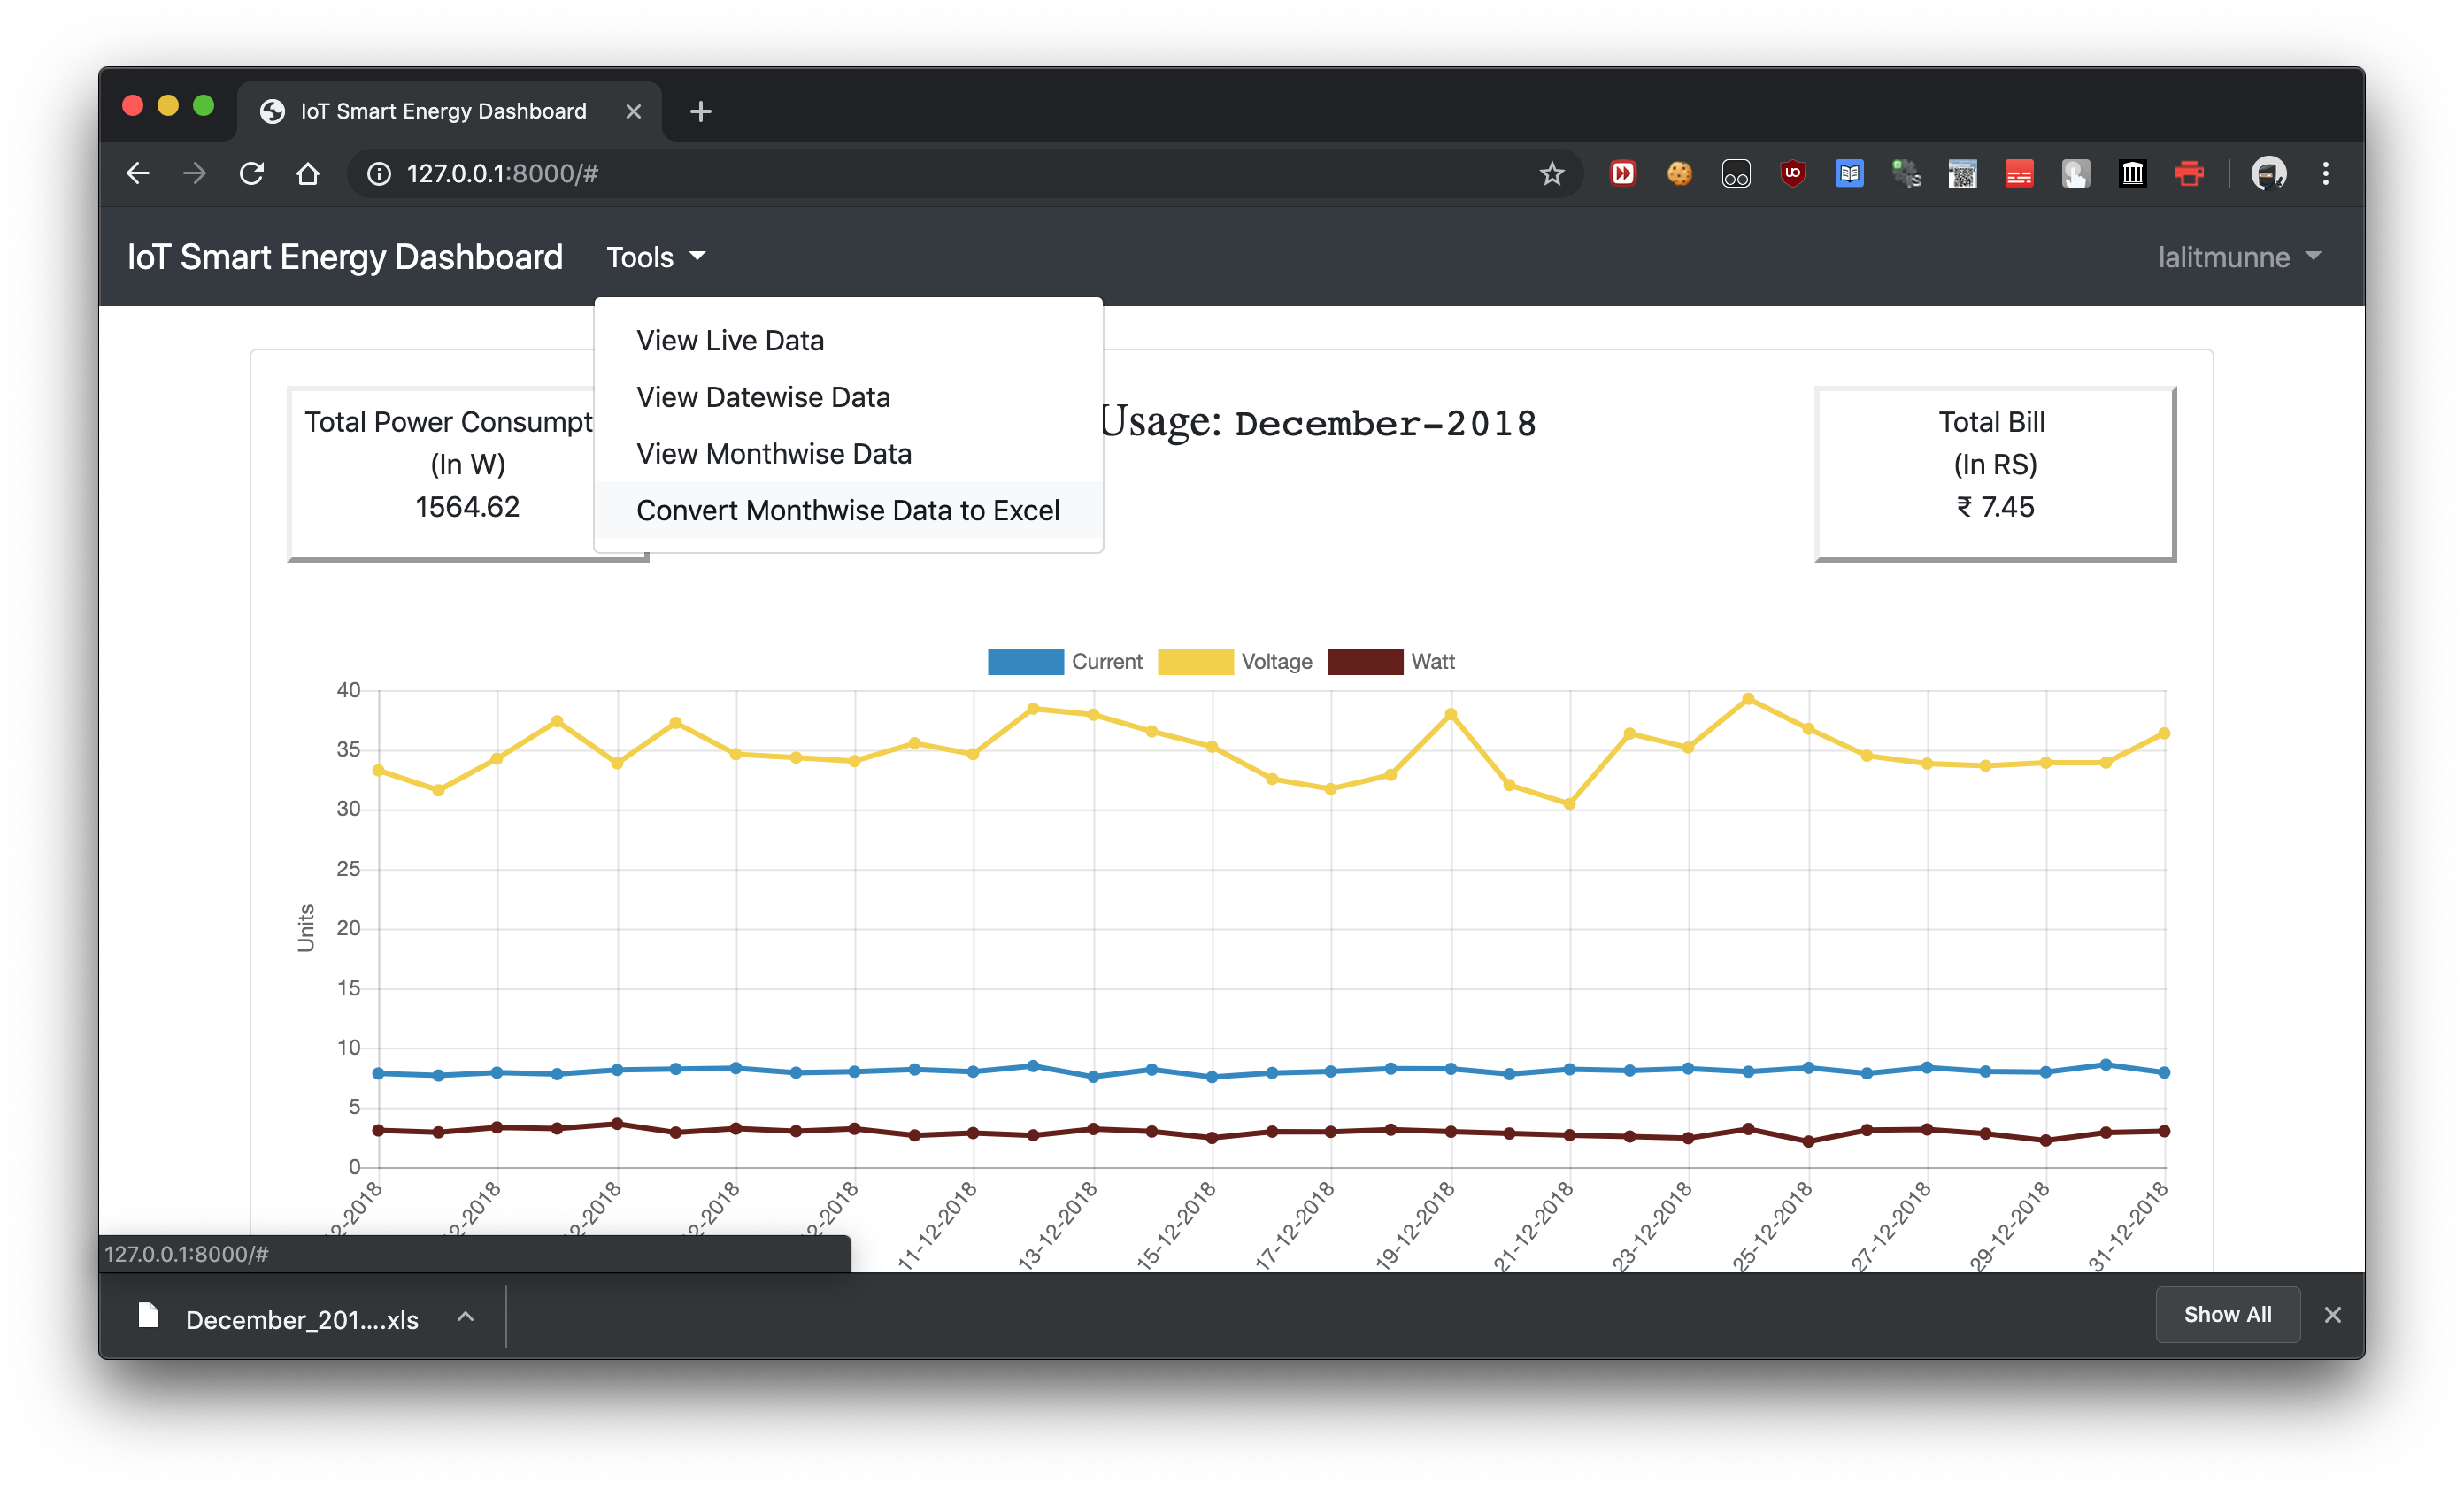 IoT Smart Energy Dashboard
127.0.0.1:8000/#
IoT Smart Energy Dashboard Tools lalitmunne
View Live Data
View Datewise Data
View Monthwise Data
Convert Monthwise Data to Excel
Total Power Consumpt
(In W)
1564.62
Usage: December-2018
Total Bill
(In RS)
₹ 7.45
Current Voltage Watt
Units
40
35
30
25
20
15
10
5
0
12-2018
12-2018
12-2018
12-2018
12-2018
11-12-2018
13-12-2018
15-12-2018
17-12-2018
19-12-2018
21-12-2018
23-12-2018
25-12-2018
27-12-2018
29-12-2018
31-12-2018
127.0.0.1:8000/#
December_201....xls
Show All